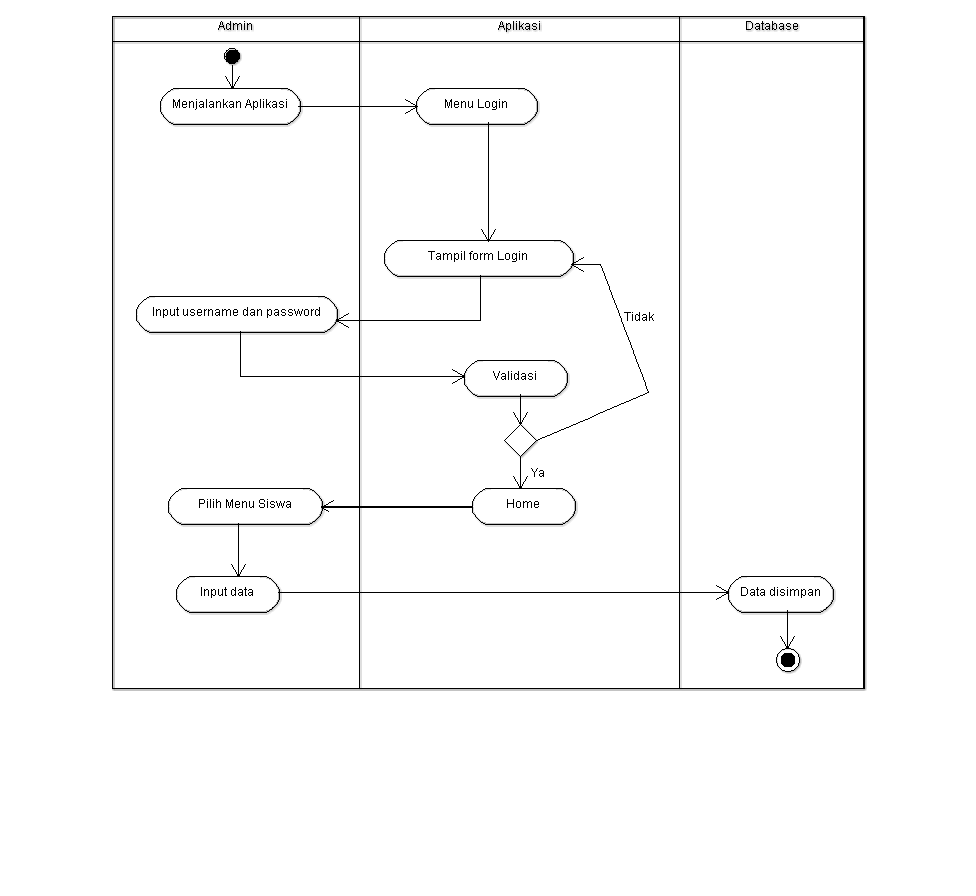 Admin
Aplikasi
Database
Menjalankan Aplikasi
Menu Login
Tampil form Login
Input username dan password
Tidak
Validasi
Ya
Pilih Menu Siswa
Home
Input data
Data disimpan